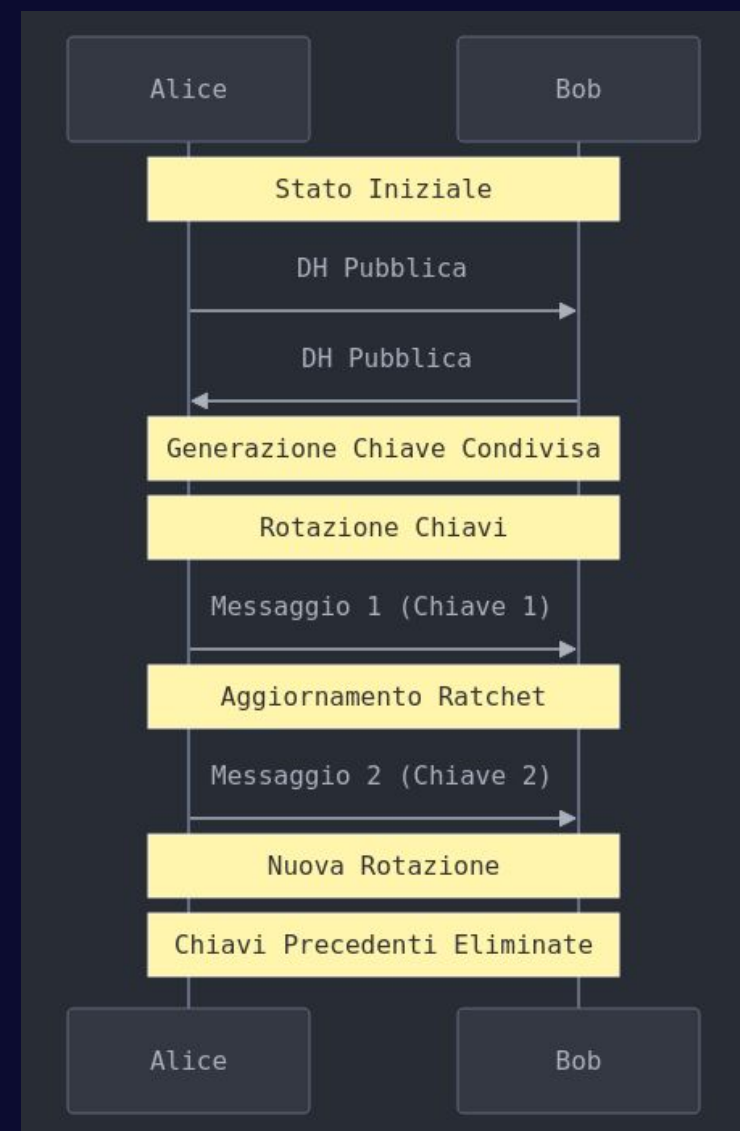 Alice
Bob
Stato Iniziale
DH Pubblica
DH Pubblica
Generazione Chiave Condivisa
Rotazione Chiavi
Messaggio 1 (Chiave 1)
Aggiornamento Ratchet
Messaggio 2 (Chiave 2)
Nuova Rotazione
Chiavi Precedenti Eliminate
Alice
Bob